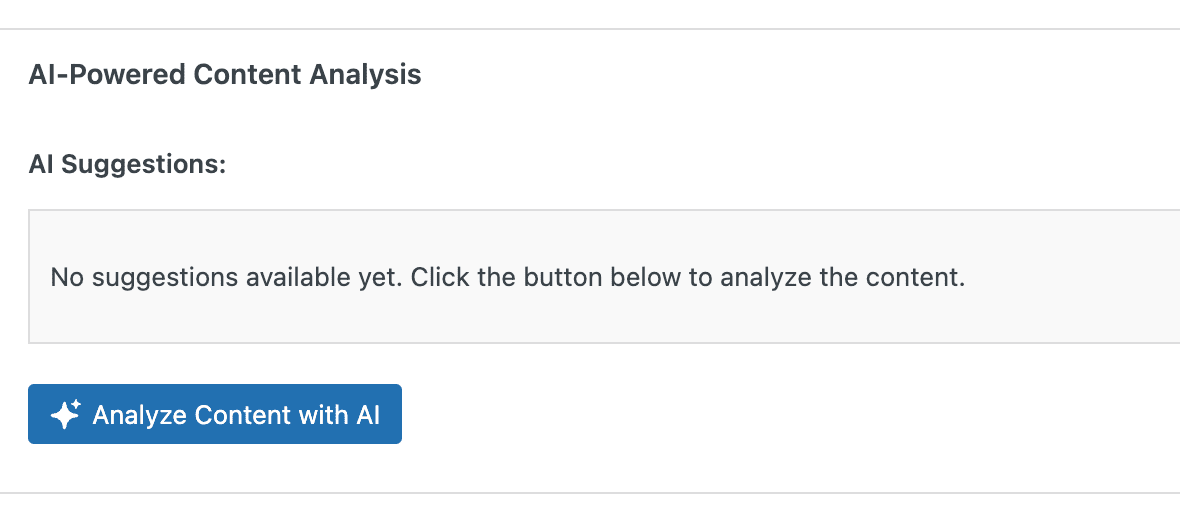 AI-Powered Content Analysis
AI Suggestions:
No suggestions available yet. Click the button below to analyze the content.
Analyze Content with AI